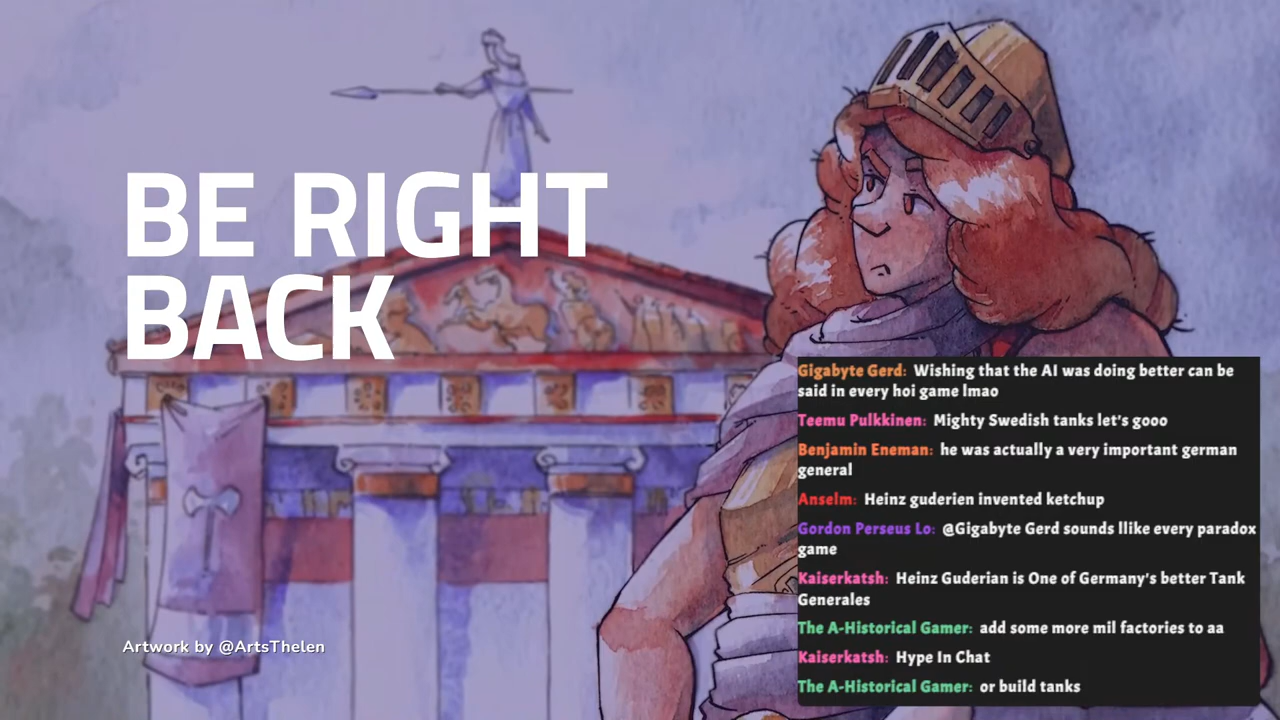 BE RIGHT
BACK
Artwork by @ArtsThelen
Gigabyte Gerd: Wishing that the AI was doing better can be
said in every hoi game lmao
Teemu Pulkkinen: Mighty Swedish tanks let's gooo
Benjamin Eneman: he was actually a very important german
general
Anselm: Heinz guderien invented ketchup
Gordon Perseus Lo: @Gigabyte Gerd sounds llike every paradox
game
Kaiserkatsh: Heinz Guderian is One of Germany's better Tank
Generales
The A-Historical Gamer: add some more mil factories to aa
Kaiserkatsh: Hype In Chat
The A-Historical Gamer: or build tanks